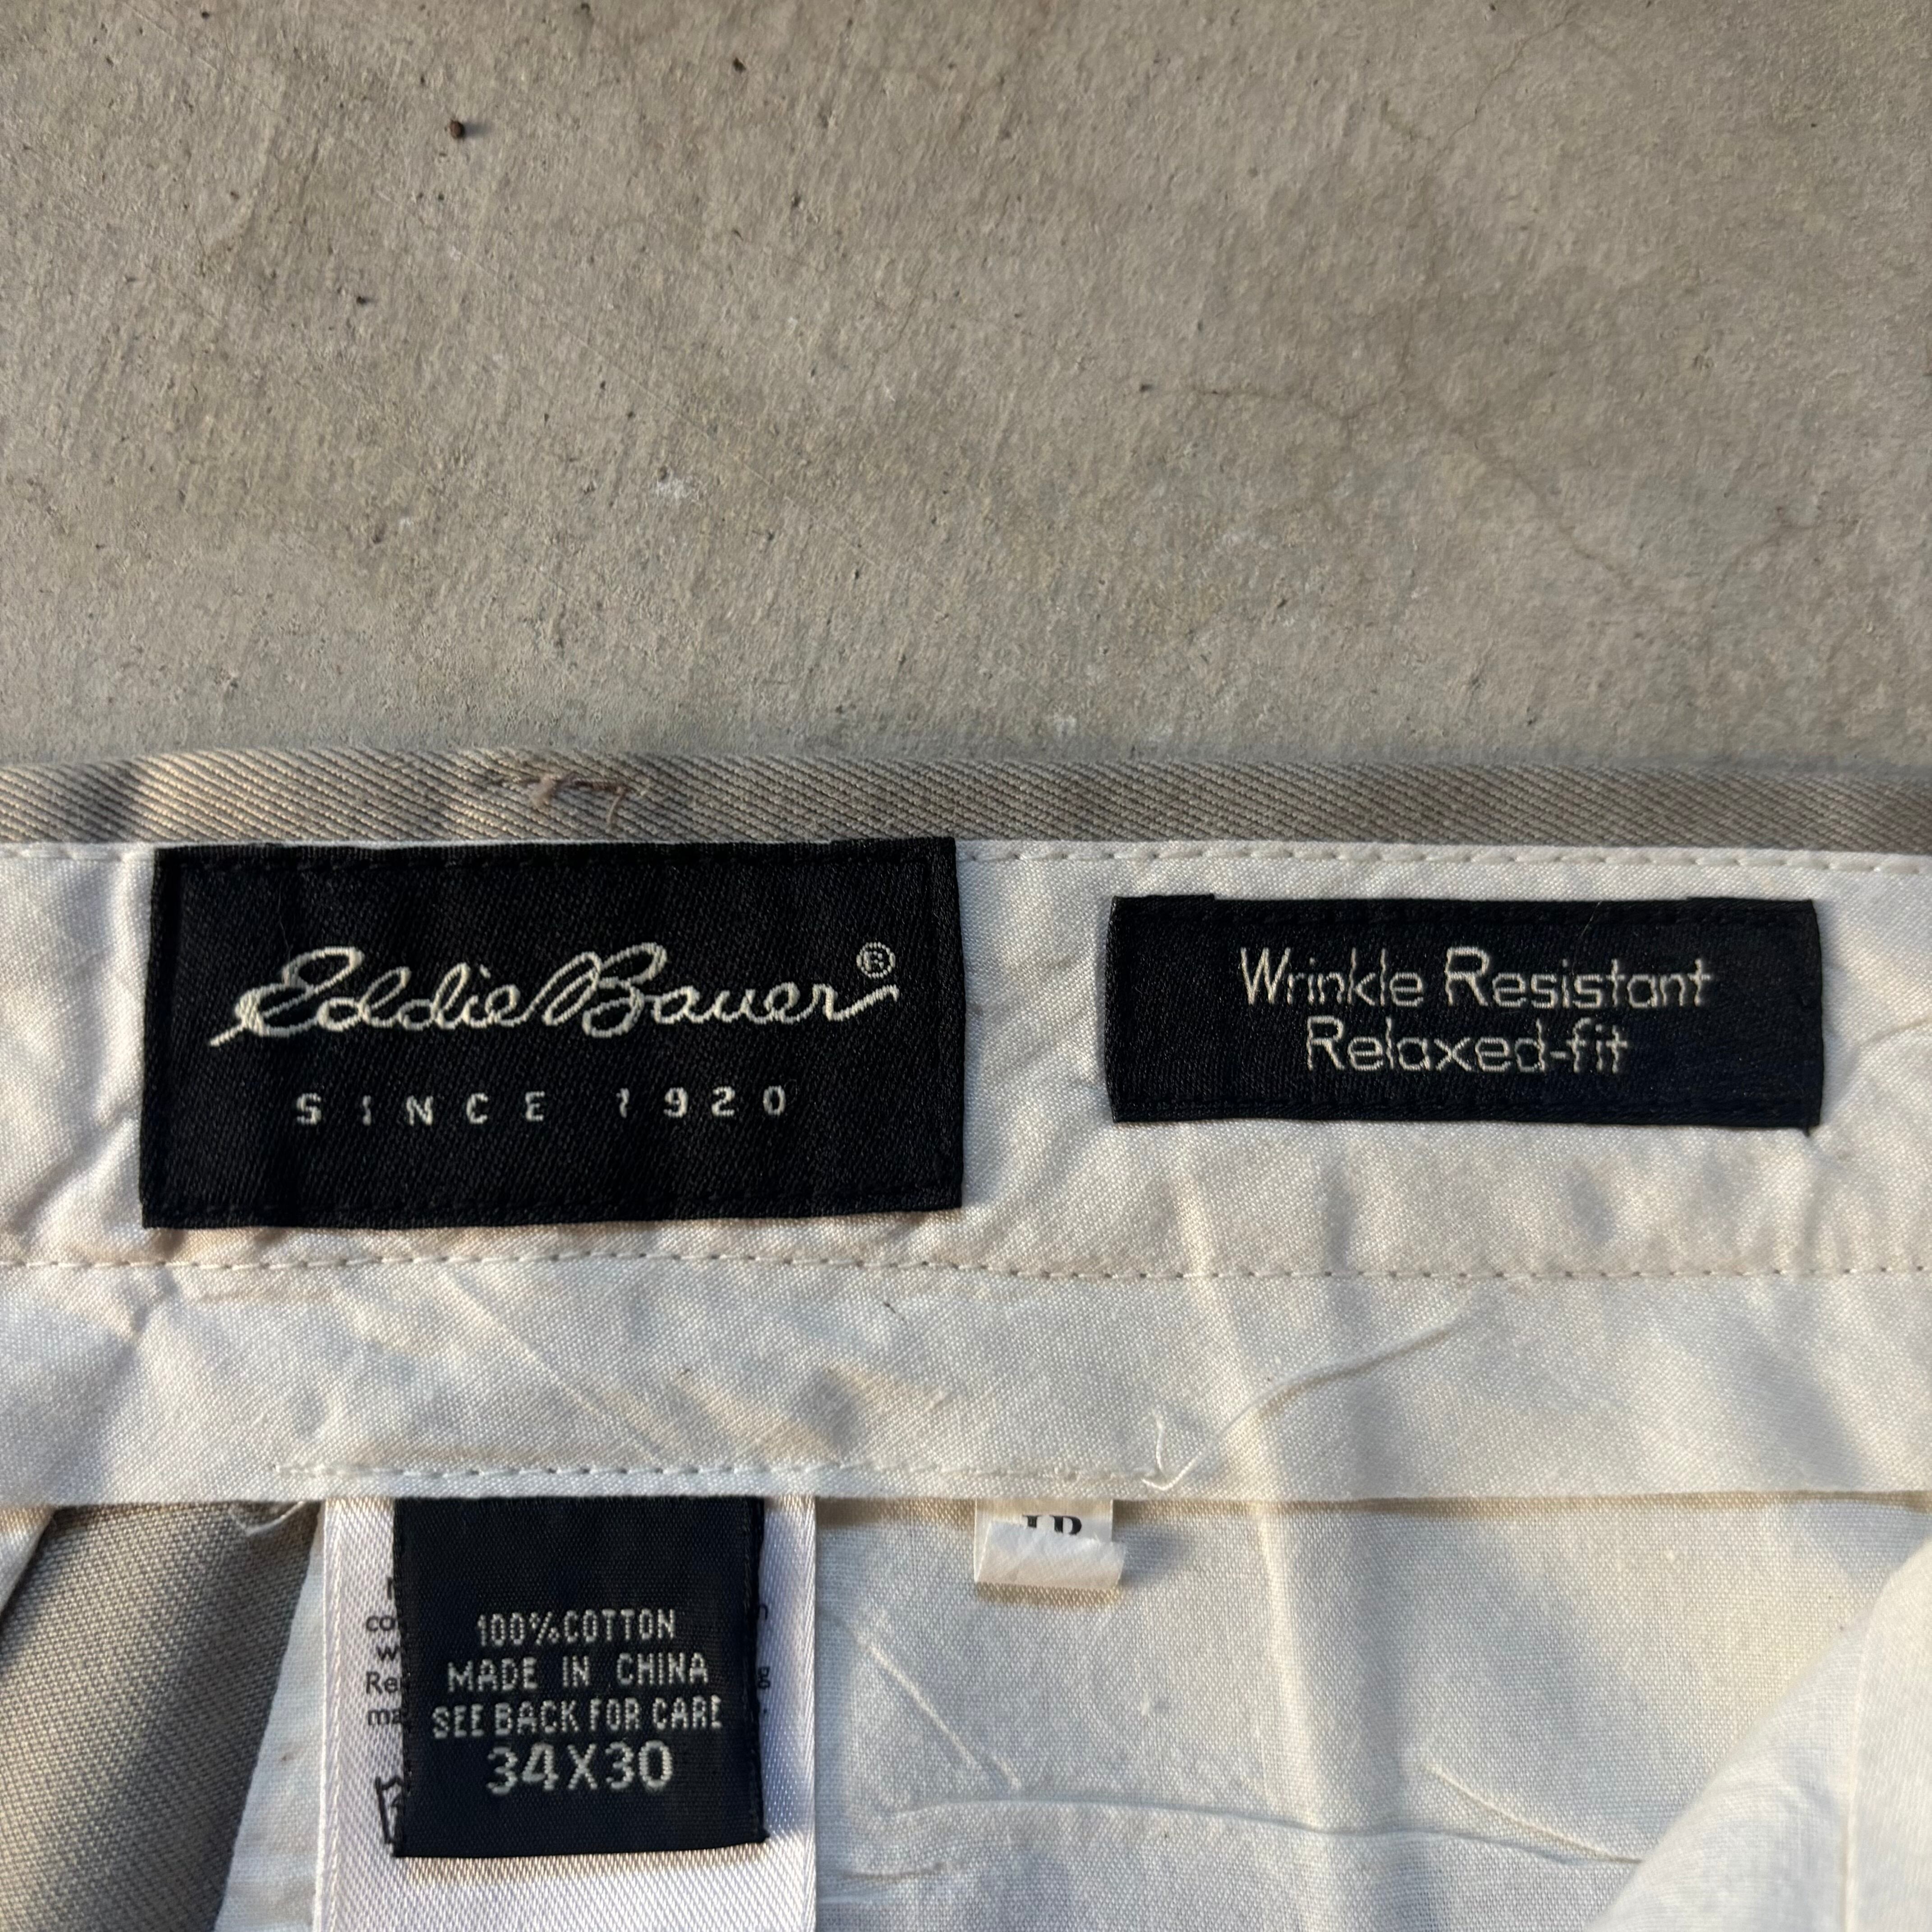 Eddie Bauer®
SINCE 1920
Wrinkle Resistant
Relaxed-fit
100% COTTON
MADE IN CHINA
SEE BACK FOR CARE
34X30